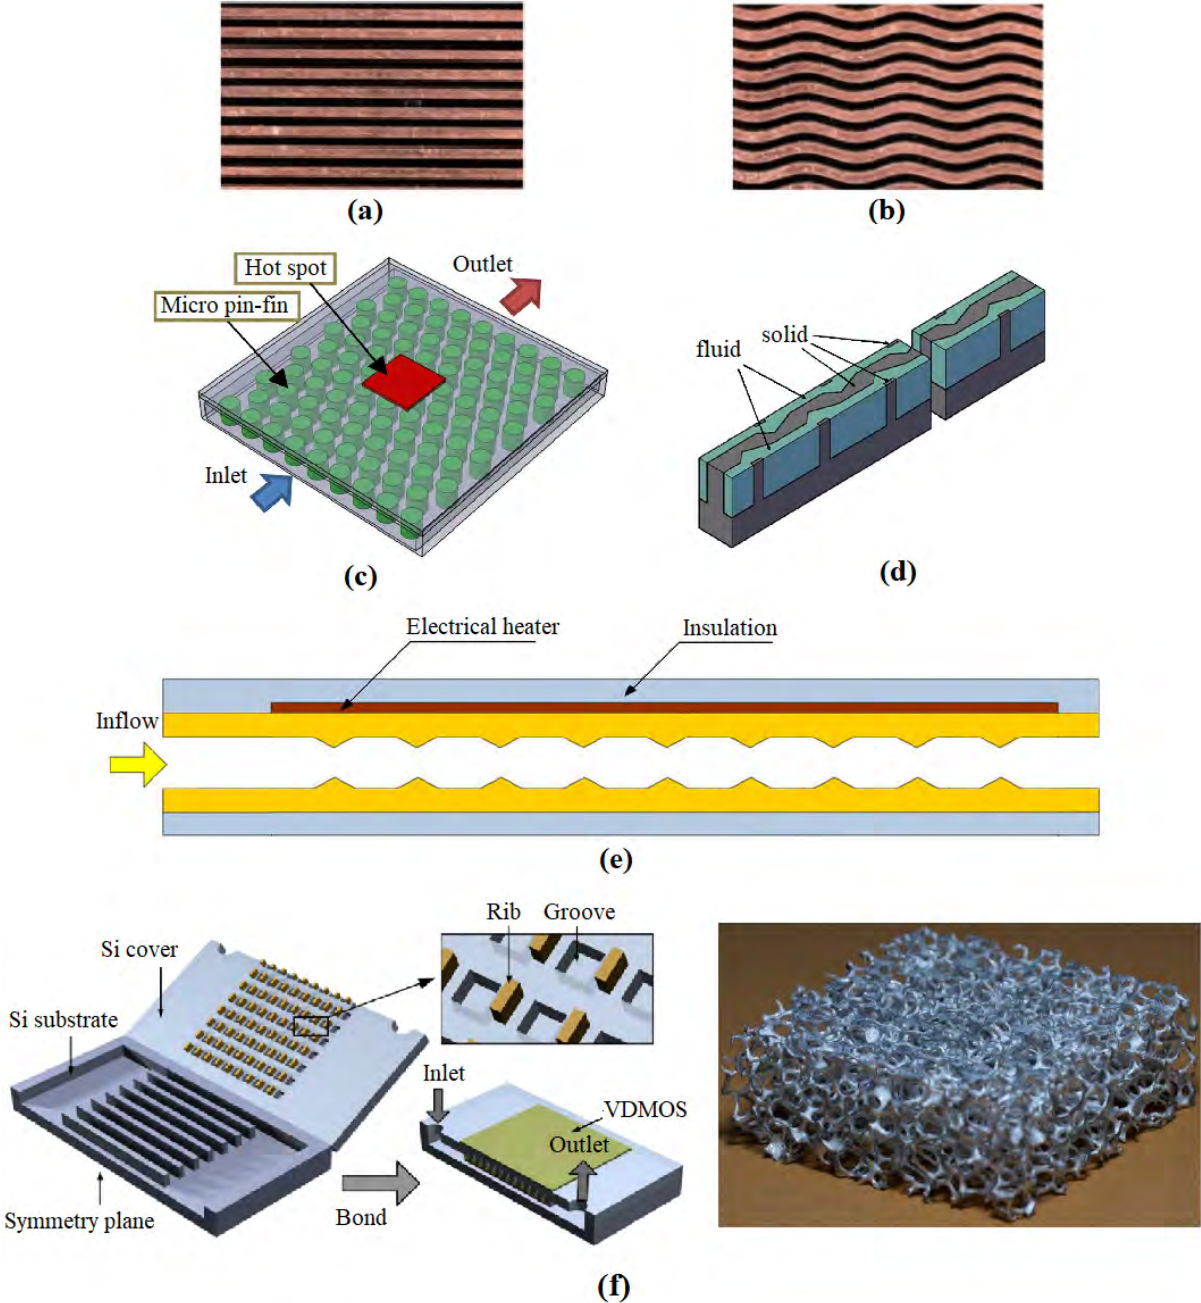 (a)
(b)
Hot spot
Outlet
Micro pin-fin
Inlet
(c)
solid
fluid
(d)
Electrical heater
Insulation
Inflow
(e)
Rib
Groove
Si cover
Si substrate
Inlet
VDMOS
Outlet
Symmetry plane
Bond
(f)